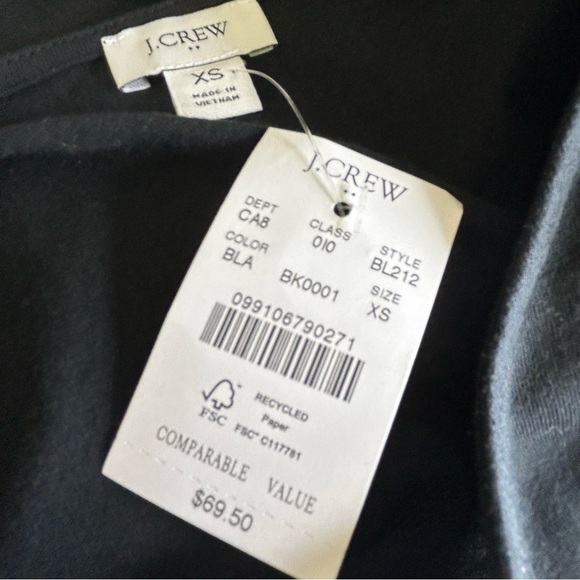 J.CREW
XS
MADE IN
VIETNAM
J.CREW
DEPT CLASS STYLE
CA8 010 BL212
COLOR SIZE
BLA BK0001 XS
099106790271
FSC
RECYCLED
Paper
FSC® C117781
COMPARABLE VALUE
$69.50